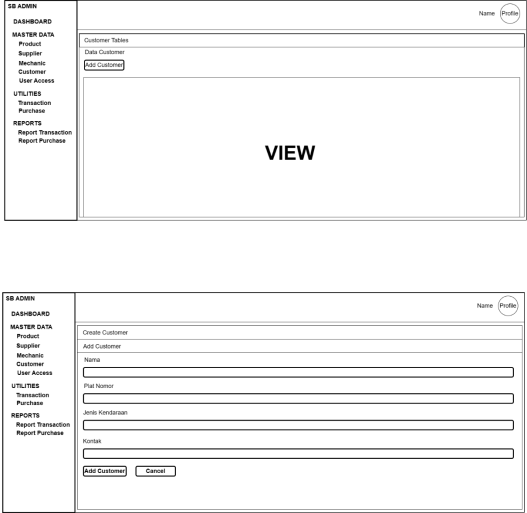 SB ADMIN
Name Profile
DASHBOARD
MASTER DATA
Product
Supplier
Mechanic
Customer
User Access
UTILITIES
Transaction
Purchase
REPORTS
Report Transaction
Report Purchase
Customer Tables
Data Customer
Add Customer
VIEW
SB ADMIN
Name Profile
DASHBOARD
MASTER DATA
Product
Supplier
Mechanic
Customer
User Access
UTILITIES
Transaction
Purchase
REPORTS
Report Transaction
Report Purchase
Create Customer
Add Customer
Nama
Plat Nomor
Jenis Kendaraan
Kontak
Add Customer Cancel